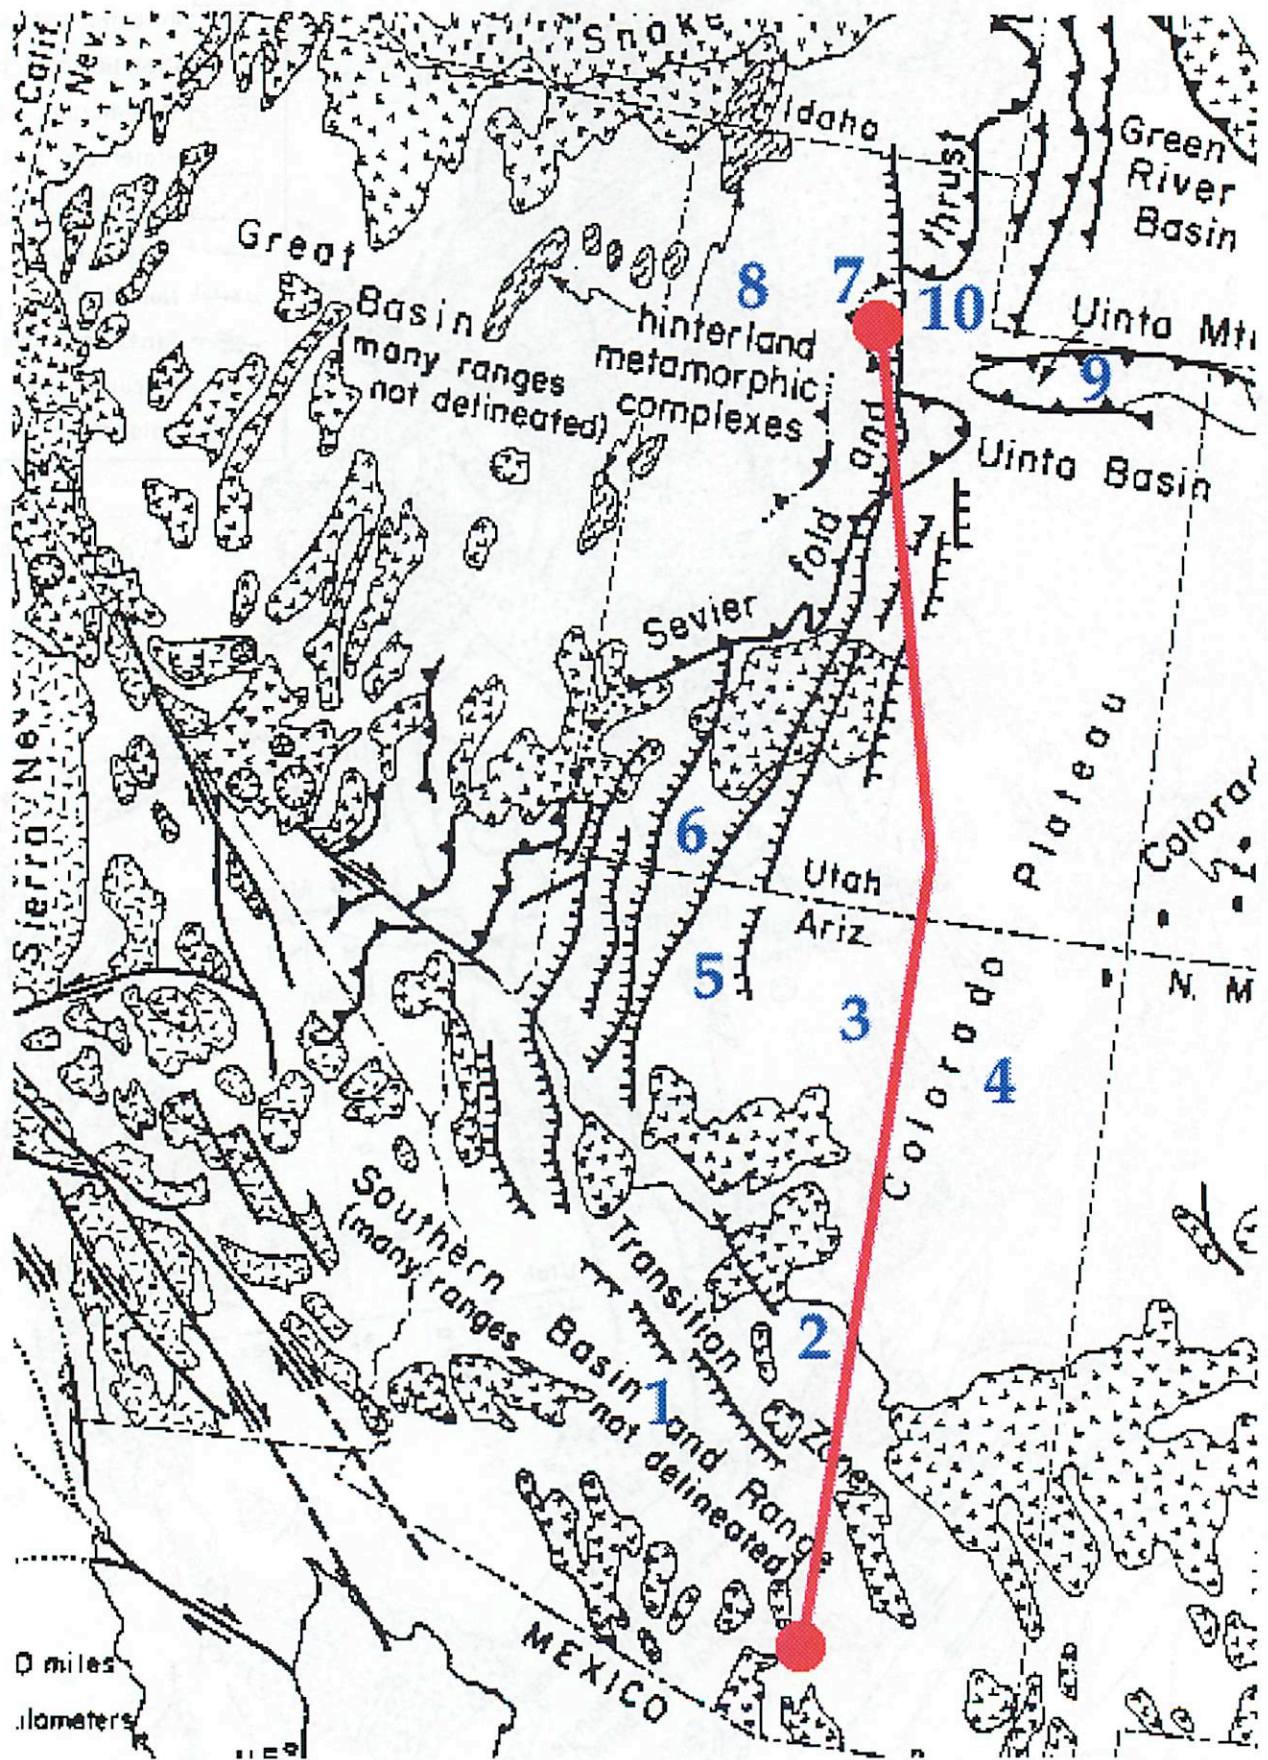 Snake
Calif
Nev
Idaho
thrust
Green
River
Basin
Great
Basin
(many ranges
not delineated)
8
7
10
hinterland
metamorphic
complexes
Uinta Mt
9
and
Uinta Basin
fold
Sevier
Sierra Nev
Plateau
Colorad
6
Utah
Ariz.
5
3
Colorado
4
N. M
Southern Basin and Range
(many ranges not delineated)
Transition Zone
2
1
MEXICO
0 miles
ilometers